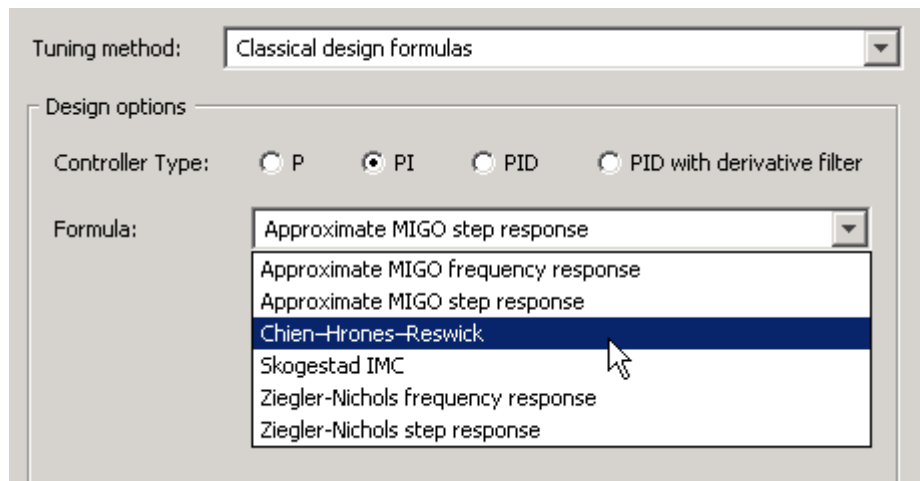 Tuning method: Classical design formulas
Design options
Controller Type: P PI PID PID with derivative filter
Formula: Approximate MIGO step response
Approximate MIGO frequency response
Approximate MIGO step response
Chien–Hrones–Reswick
Skogestad IMC
Ziegler-Nichols frequency response
Ziegler-Nichols step response